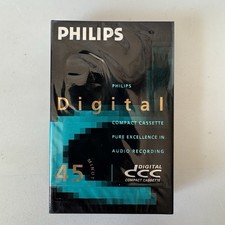 PHILIPS
PHILIPS
Digital
COMPACT CASSETTE
PURE EXCELLENCE IN
AUDIO RECORDING
45
DIGITAL
dcc
COMPACT CASSETTE